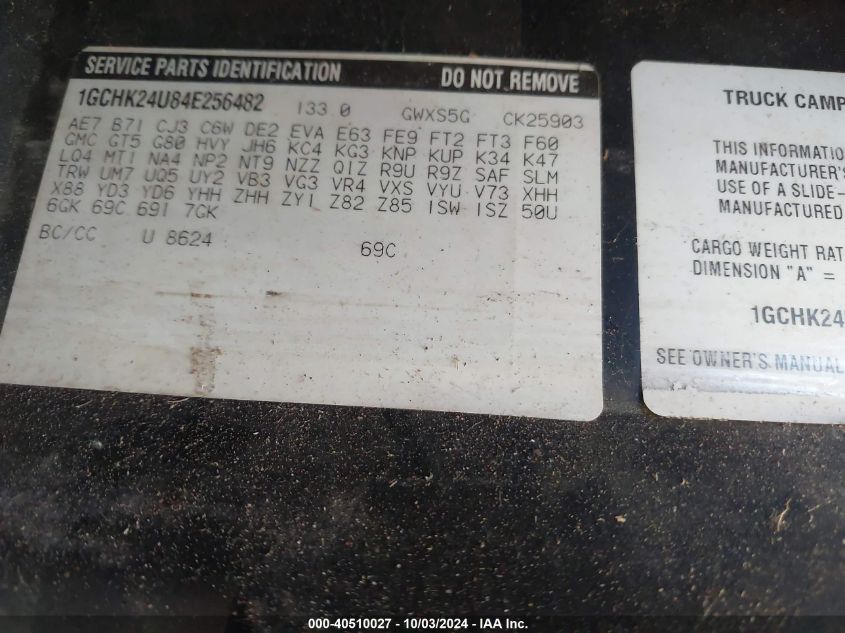 SERVICE PARTS IDENTIFICATION DO NOT REMOVE
1GCHK24U84E256482 133.0 GWXS5G CK25903
AE7 B71 CJ3 C6W DE2 EVA E63 FE9 FT2 FT3 F60
GMC GT5 G80 HVY JH6 KC4 KG3 KNP KUP K34 K47
LQ4 MT1 NA4 NP2 NT9 NZZ QIZ R9U R9Z SAF SLM
TRW UM7 UQ5 UY2 VB3 VG3 VR4 VXS VYU V73 XHH
X88 YD3 YD6 YHH ZHH ZY1 Z82 Z85 1SW 1SZ 50U
6GK 69C 691 7GK
BC/CC U 8624 69C
TRUCK CAMP
THIS INFORMATIO
MANUFACTURER'S
USE OF A SLIDE-
MANUFACTURED
CARGO WEIGHT RAT
DIMENSION "A" =
1GCHK24
SEE OWNER'S MANUAL
000-40510027 - 10/03/2024 - IAA Inc.